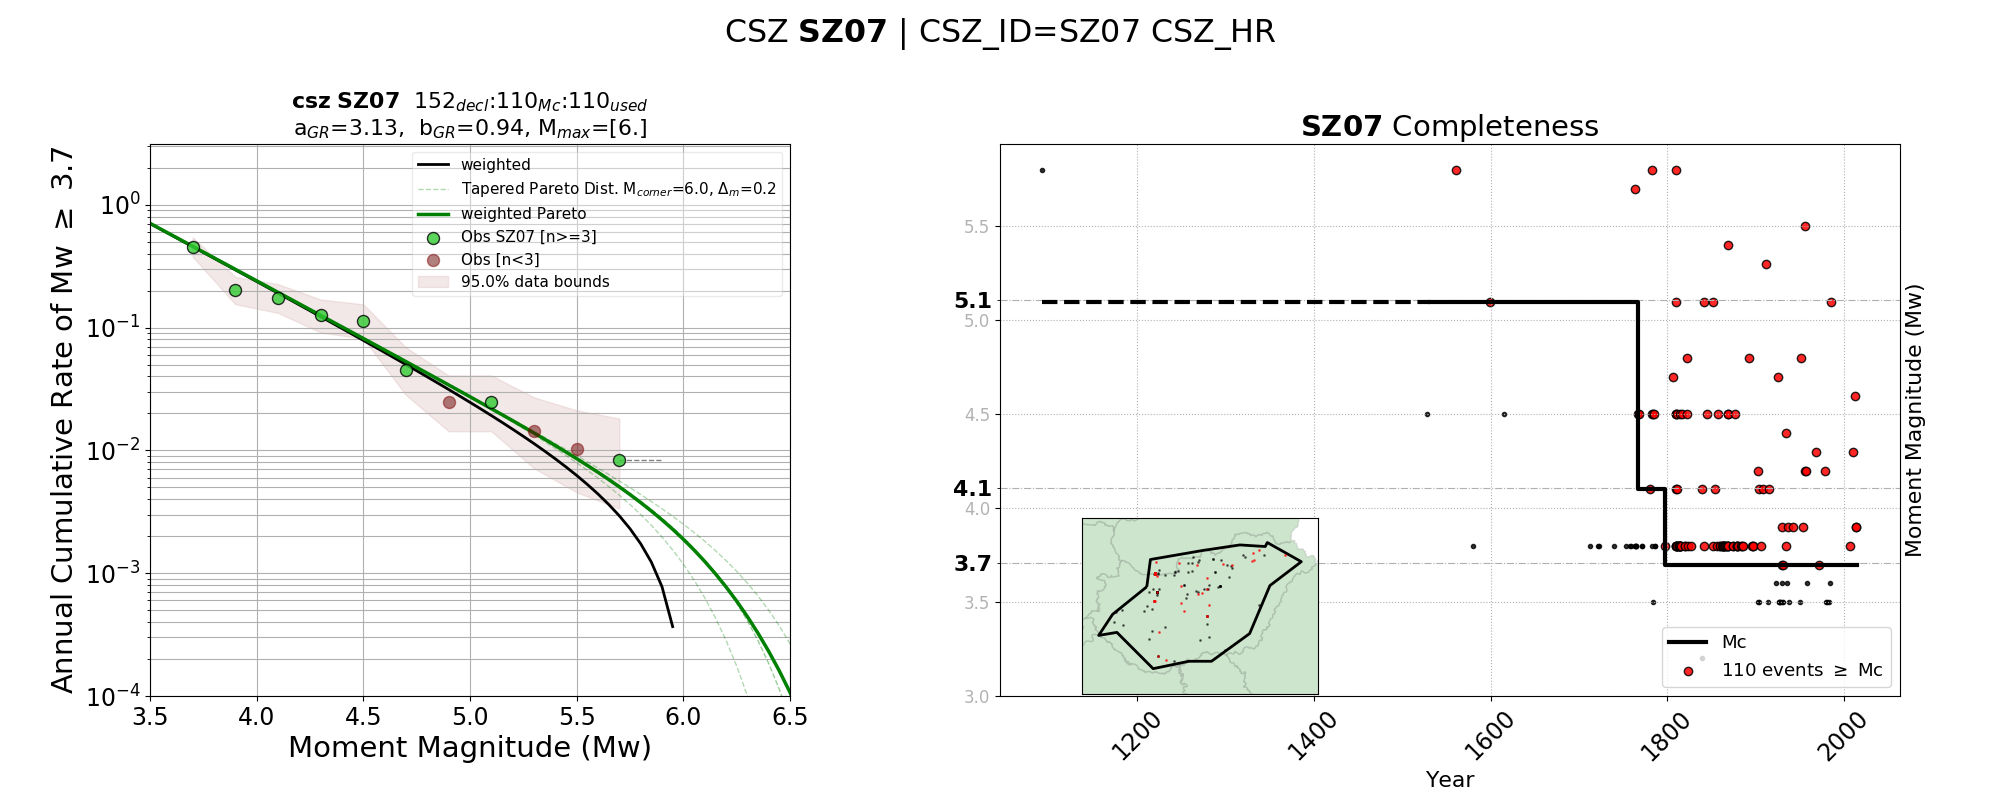 CSZ SZ07 | CSZ_ID=SZ07 CSZ_HR
csz SZ07 152decl:110Mc:110used
aGR=3.13, bGR=0.94, Mmax=[6.]
Annual Cumulative Rate of Mw ≥ 3.7
10^0
10^−1
10^−2
10^−3
10^−4
weighted
Tapered Pareto Dist. Mcorner=6.0, Δm=0.2
weighted Pareto
Obs SZ07 [n>=3]
Obs [n<3]
95.0% data bounds
3.5 4.0 4.5 5.0 5.5 6.0 6.5
Moment Magnitude (Mw)
SZ07 Completeness
5.5
5.1
5.0
4.5
4.1
4.0
3.7
3.5
3.0
Mc
110 events ≥ Mc
1200 1400 1600 1800 2000
Year
Moment Magnitude (Mw)